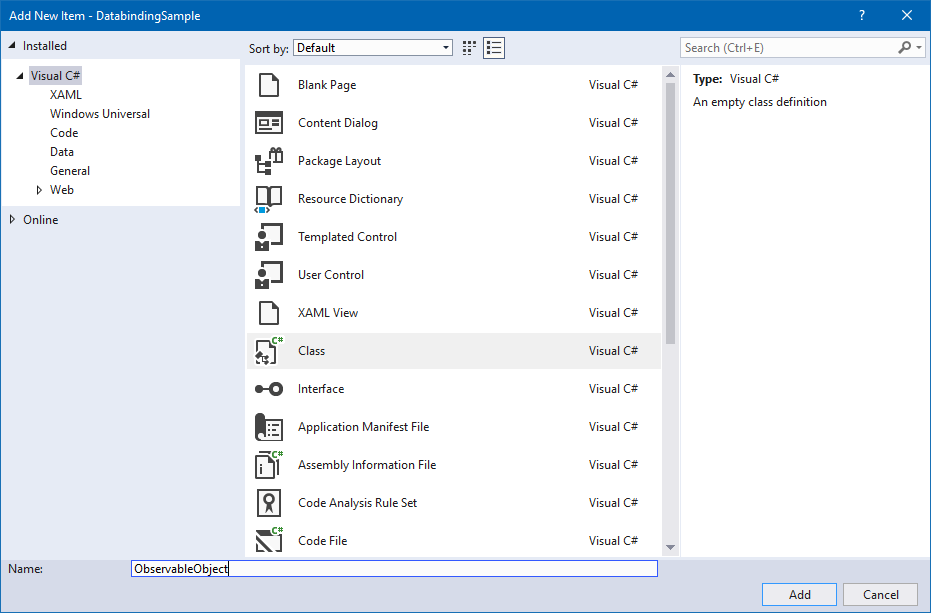 Add New Item - DatabindingSample
Installed
Sort by: Default
Search (Ctrl+E)
Visual C#
XAML
Windows Universal
Code
Data
General
Web
Online
Blank Page Visual C#
Content Dialog Visual C#
Package Layout Visual C#
Resource Dictionary Visual C#
Templated Control Visual C#
User Control Visual C#
XAML View Visual C#
C#
Class Visual C#
Interface Visual C#
Application Manifest File Visual C#
C#
Assembly Information File Visual C#
Code Analysis Rule Set Visual C#
C#
Code File Visual C#
Type: Visual C#
An empty class definition
Name: ObservableObject
Add Cancel